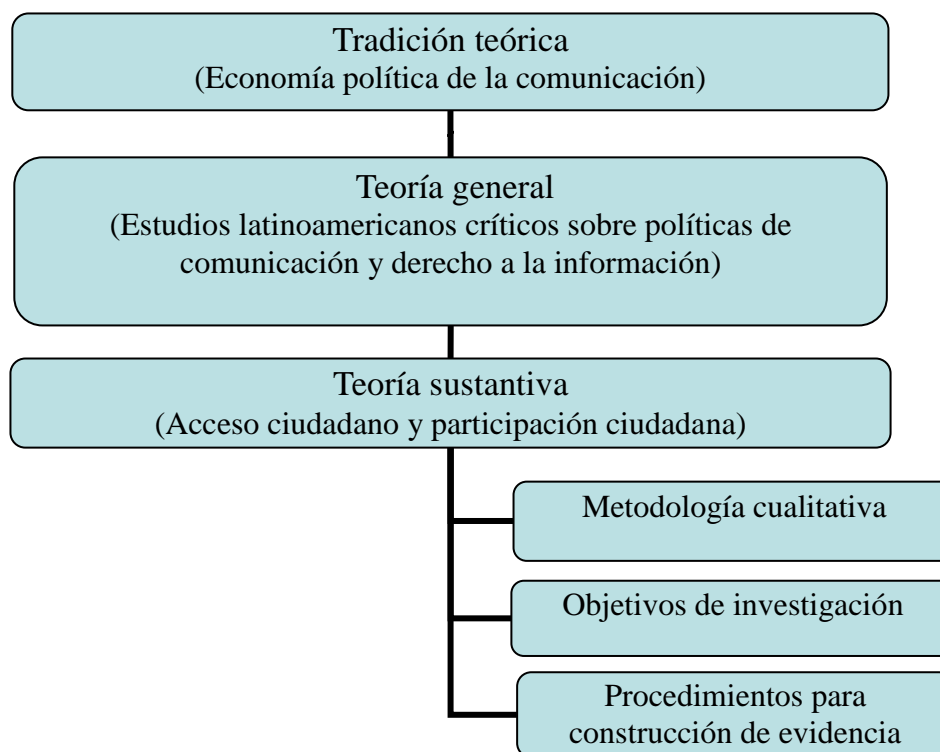 Tradición teórica
(Economía política de la comunicación)
Teoría general
(Estudios latinoamericanos críticos sobre políticas de
comunicación y derecho a la información)
Teoría sustantiva
(Acceso ciudadano y participación ciudadana)
Metodología cualitativa
Objetivos de investigación
Procedimientos para
construcción de evidencia